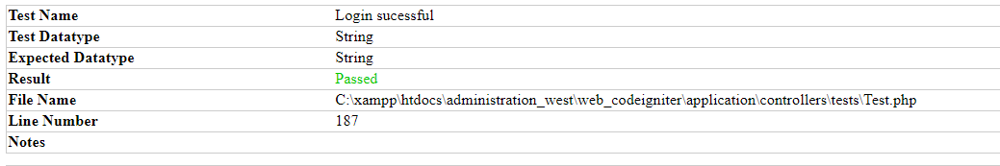 Test Name Login sucessful
Test Datatype String
Expected Datatype String
Result Passed
File Name C:\xampp\htdocs\administration_west\web_codeigniter\application\controllers\tests\Test.php
Line Number 187
Notes